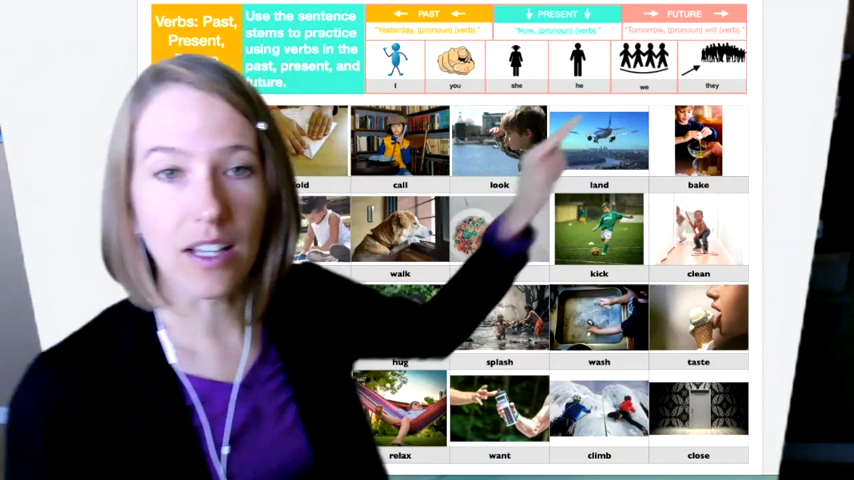 Verbs: Past,
Present,
Use the sentence
stems to practice
using verbs in the
past, present, and
future.
← PAST →
↓ PRESENT ↓
→ FUTURE →
"Yesterday, (pronoun) (verb)."
"Now, (pronoun) (verb)."
"Tomorrow, (pronoun) will (verb)."
I you she he we they
old call look land bake
walk kick clean
hug splash wash taste
relax want climb close